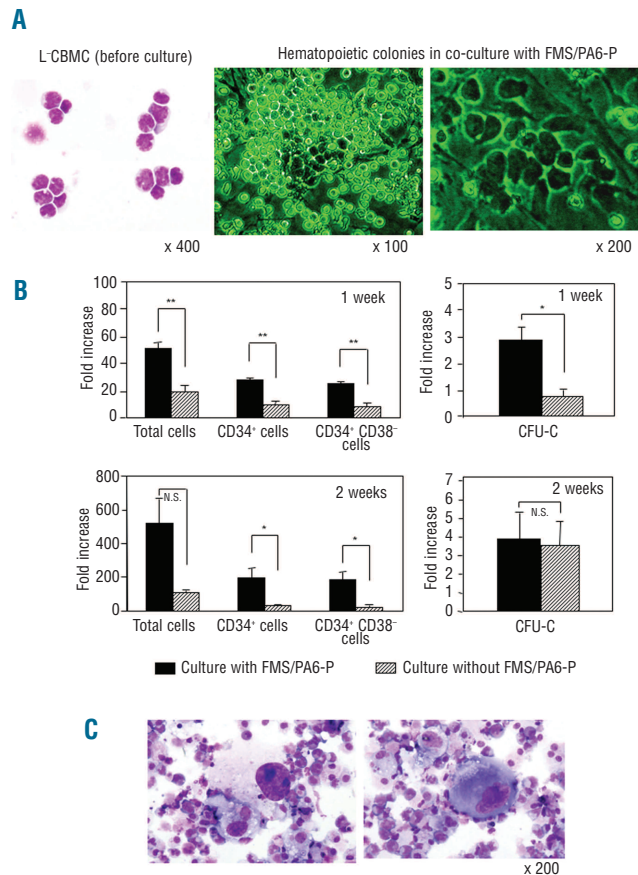 A
L-CBMC (before culture)
Hematopoietic colonies in co-culture with FMS/PA6-P
x 400
x 100
x 200
B
100
80
60
40
20
0
Fold increase
1 week
**
**
**
Total cells
CD34+ cells
CD34+ CD38–
cells
5
4
3
2
1
0
Fold increase
1 week
*
CFU-C
800
600
400
200
0
Fold increase
2 weeks
N.S.
*
*
Total cells
CD34+ cells
CD34+ CD38–
cells
7
6
5
4
3
2
1
0
Fold increase
2 weeks
N.S.
CFU-C
Culture with FMS/PA6-P
Culture without FMS/PA6-P
C
x 200